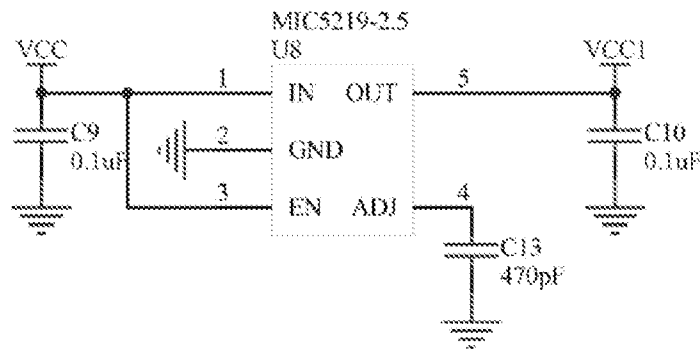 MIC5219-2.5
U8
VCC
VCC1
1
IN
OUT
5
C9
0.1uF
2
GND
C10
0.1uF
3
EN
ADJ
4
C13
470pF